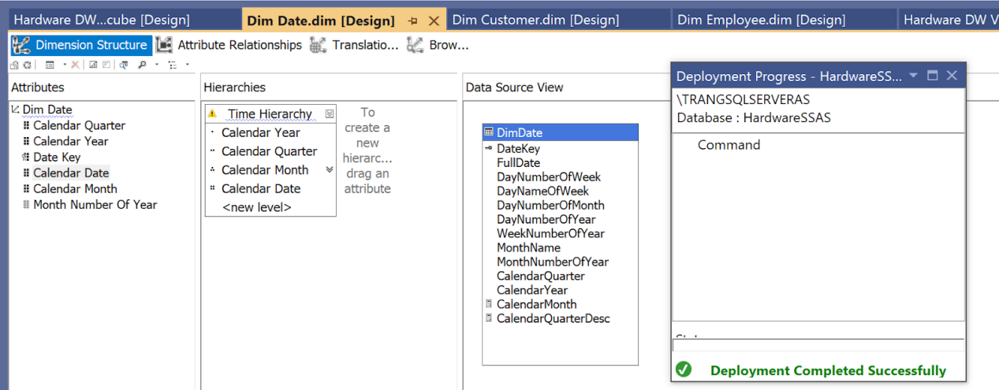 Hardware DW...cube [Design]
Dim Date.dim [Design]
Dim Customer.dim [Design]
Dim Employee.dim [Design]
Hardware DW V
Dimension Structure
Attribute Relationships
Translatio...
Brow...
Attributes
Dim Date
Calendar Quarter
Calendar Year
Date Key
Calendar Date
Calendar Month
Month Number Of Year
Hierarchies
Time Hierarchy
Calendar Year
Calendar Quarter
Calendar Month
Calendar Date
<new level>
To
create a
new
hierarc...
drag an
attribute
Data Source View
DimDate
DateKey
FullDate
DayNumberOfWeek
DayNameOfWeek
DayNumberOfMonth
DayNumberOfYear
WeekNumberOfYear
MonthName
MonthNumberOfYear
CalendarQuarter
CalendarYear
CalendarMonth
CalendarQuarterDesc
Deployment Progress - HardwareSS...
\TRANGSQLSERVERAS
Database : HardwareSSAS
Command
Deployment Completed Successfully